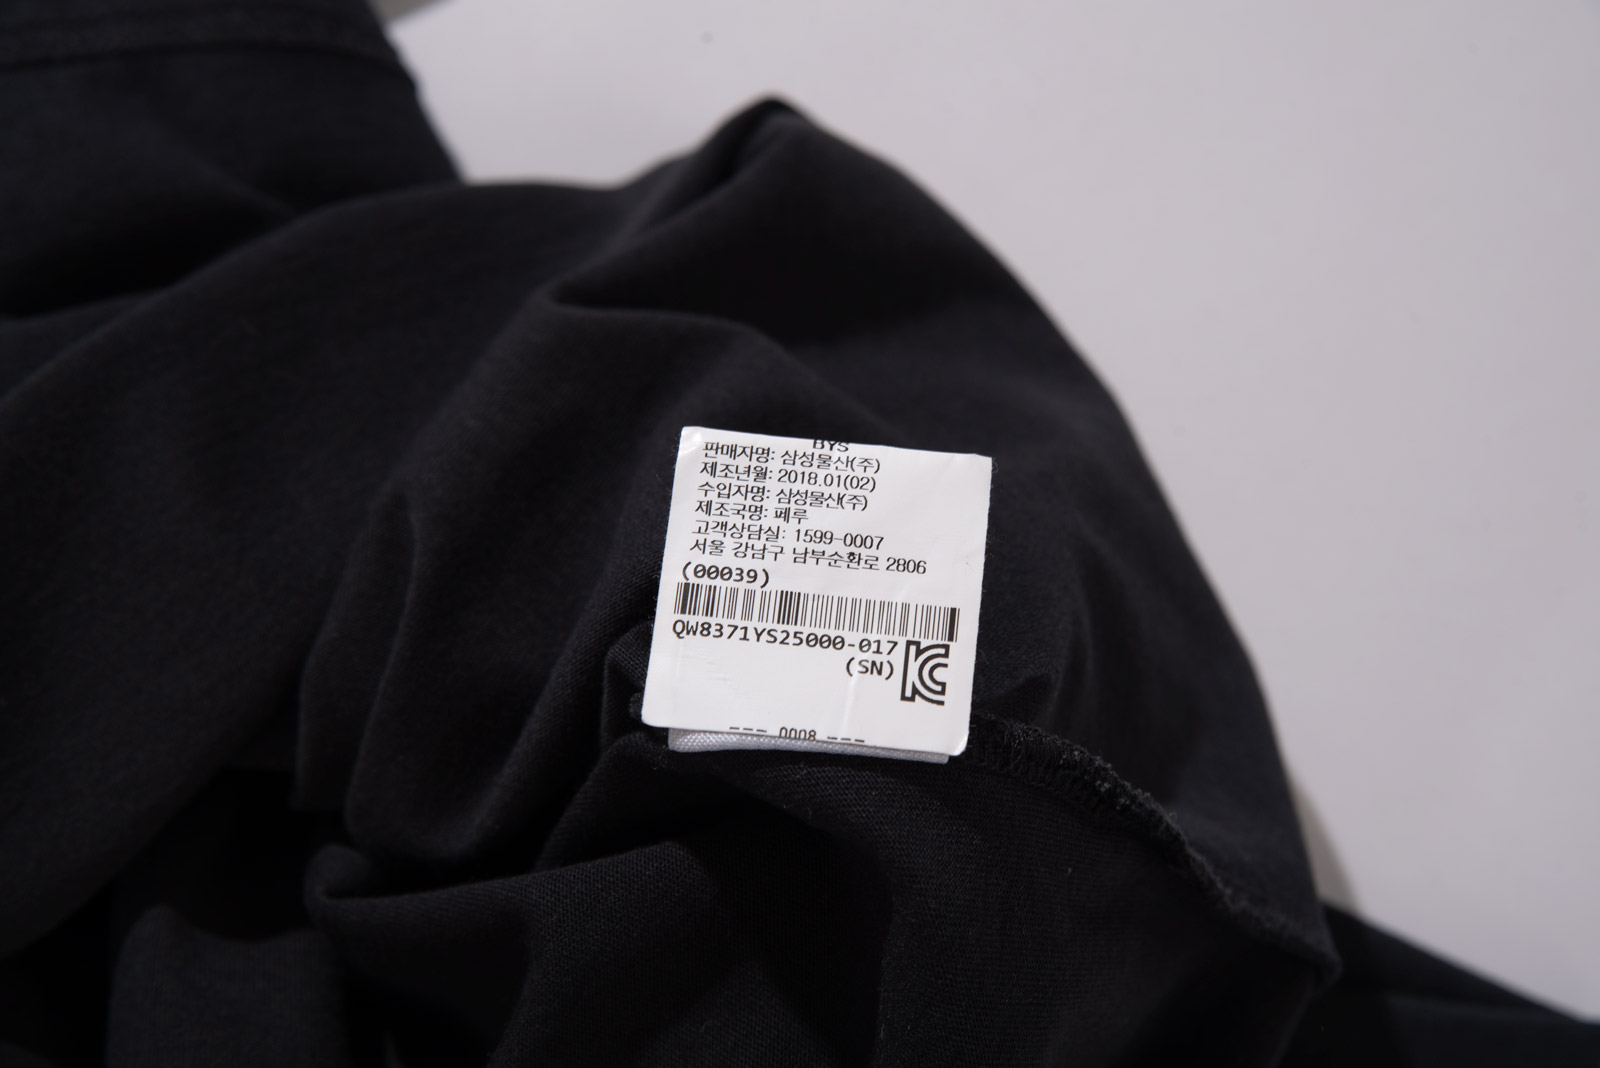 BYS
판매자명: 삼성물산(주)
제조년월: 2018.01(02)
수입자명: 삼성물산(주)
제조국명: 페루
고객상담실: 1599-0007
서울 강남구 남부순환로 2806
(00039)
QW8371YS25000-017
(SN)
--- 0008 ---